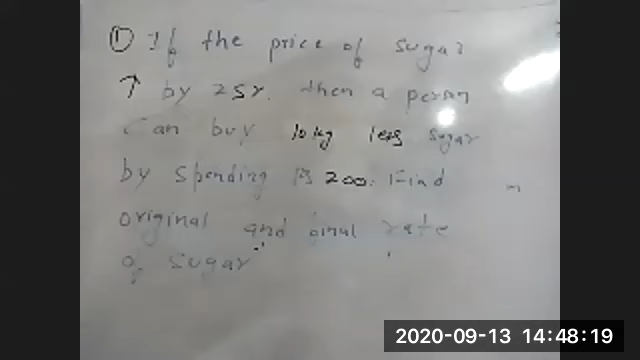 ① If the price of sugar
↑ by 25%. then a person
can buy 10 kg less sugar
by spending Rs 200. Find
original and final rate
of sugar
2020-09-13 14:48:19